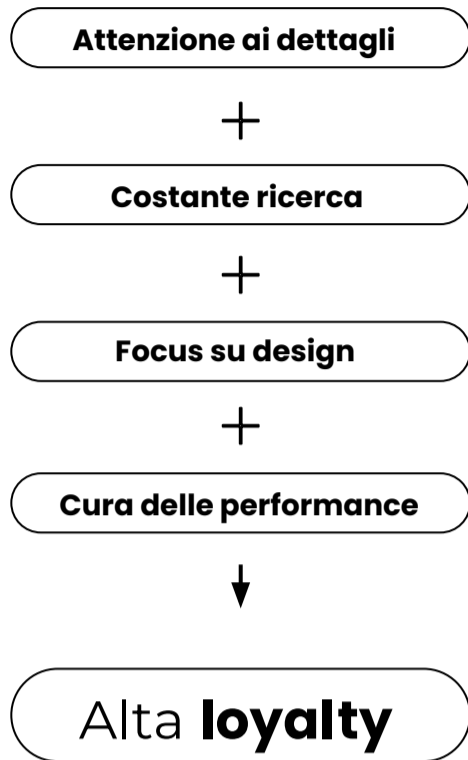 Attenzione ai dettagli
+
Costante ricerca
+
Focus su design
+
Cura delle performance
Alta loyalty